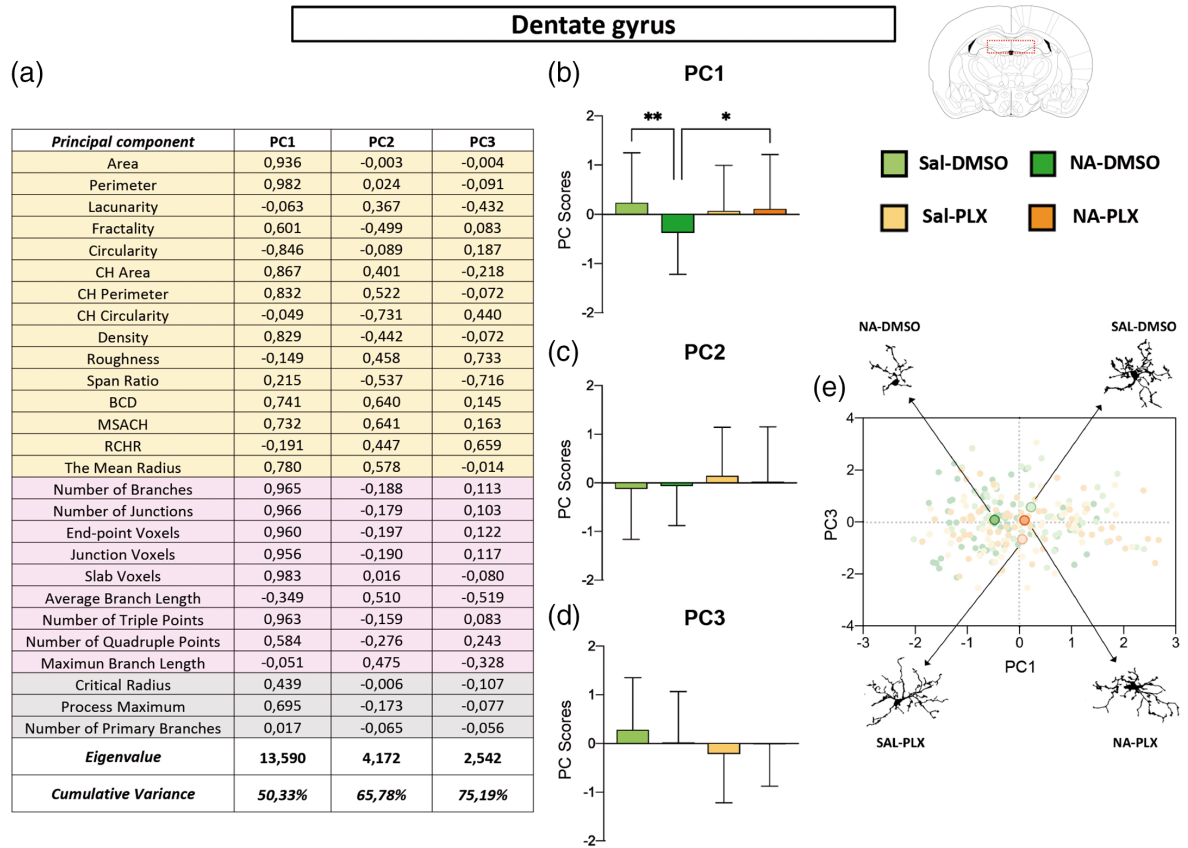 Dentate gyrus
(a)
Principal component PC1 PC2 PC3
Area 0,936 -0,003 -0,004
Perimeter 0,982 0,024 -0,091
Lacunarity -0,063 0,367 -0,432
Fractality 0,601 -0,499 0,083
Circularity -0,846 -0,089 0,187
CH Area 0,867 0,401 -0,218
CH Perimeter 0,832 0,522 -0,072
CH Circularity -0,049 -0,731 0,440
Density 0,829 -0,442 -0,072
Roughness -0,149 0,458 0,733
Span Ratio 0,215 -0,537 -0,716
BCD 0,741 0,640 0,145
MSACH 0,732 0,641 0,163
RCHR -0,191 0,447 0,659
The Mean Radius 0,780 0,578 -0,014
Number of Branches 0,965 -0,188 0,113
Number of Junctions 0,966 -0,179 0,103
End-point Voxels 0,960 -0,197 0,122
Junction Voxels 0,956 -0,190 0,117
Slab Voxels 0,983 0,016 -0,080
Average Branch Length -0,349 0,510 -0,519
Number of Triple Points 0,963 -0,159 0,083
Number of Quadruple Points 0,584 -0,276 0,243
Maximun Branch Length -0,051 0,475 -0,328
Critical Radius 0,439 -0,006 -0,107
Process Maximum 0,695 -0,173 -0,077
Number of Primary Branches 0,017 -0,065 -0,056
Eigenvalue 13,590 4,172 2,542
Cumulative Variance 50,33% 65,78% 75,19%
(b)
PC1
** *
PC Scores
2
1
0
-1
-2
(c)
PC2
PC Scores
2
1
0
-1
-2
(d)
PC3
PC Scores
2
1
0
-1
-2
Sal-DMSO NA-DMSO
Sal-PLX NA-PLX
(e)
NA-DMSO SAL-DMSO
PC3
4
2
0
-2
-4
-3 -2 -1 0 1 2 3
PC1
SAL-PLX NA-PLX